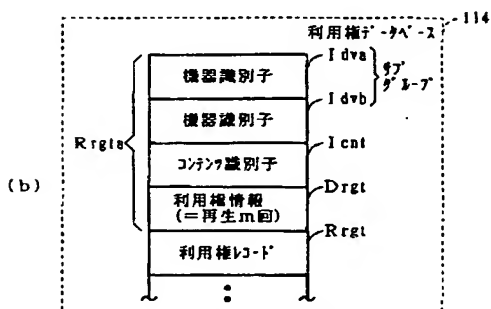 114
利用権データベース
機器識別子
Idva
サブグループ
機器識別子
Idvb
Rrgta
コンテンツ識別子
Icnt
(b)
利用権情報
(=再生m回)
Drgt
利用権レコード
Rrgt